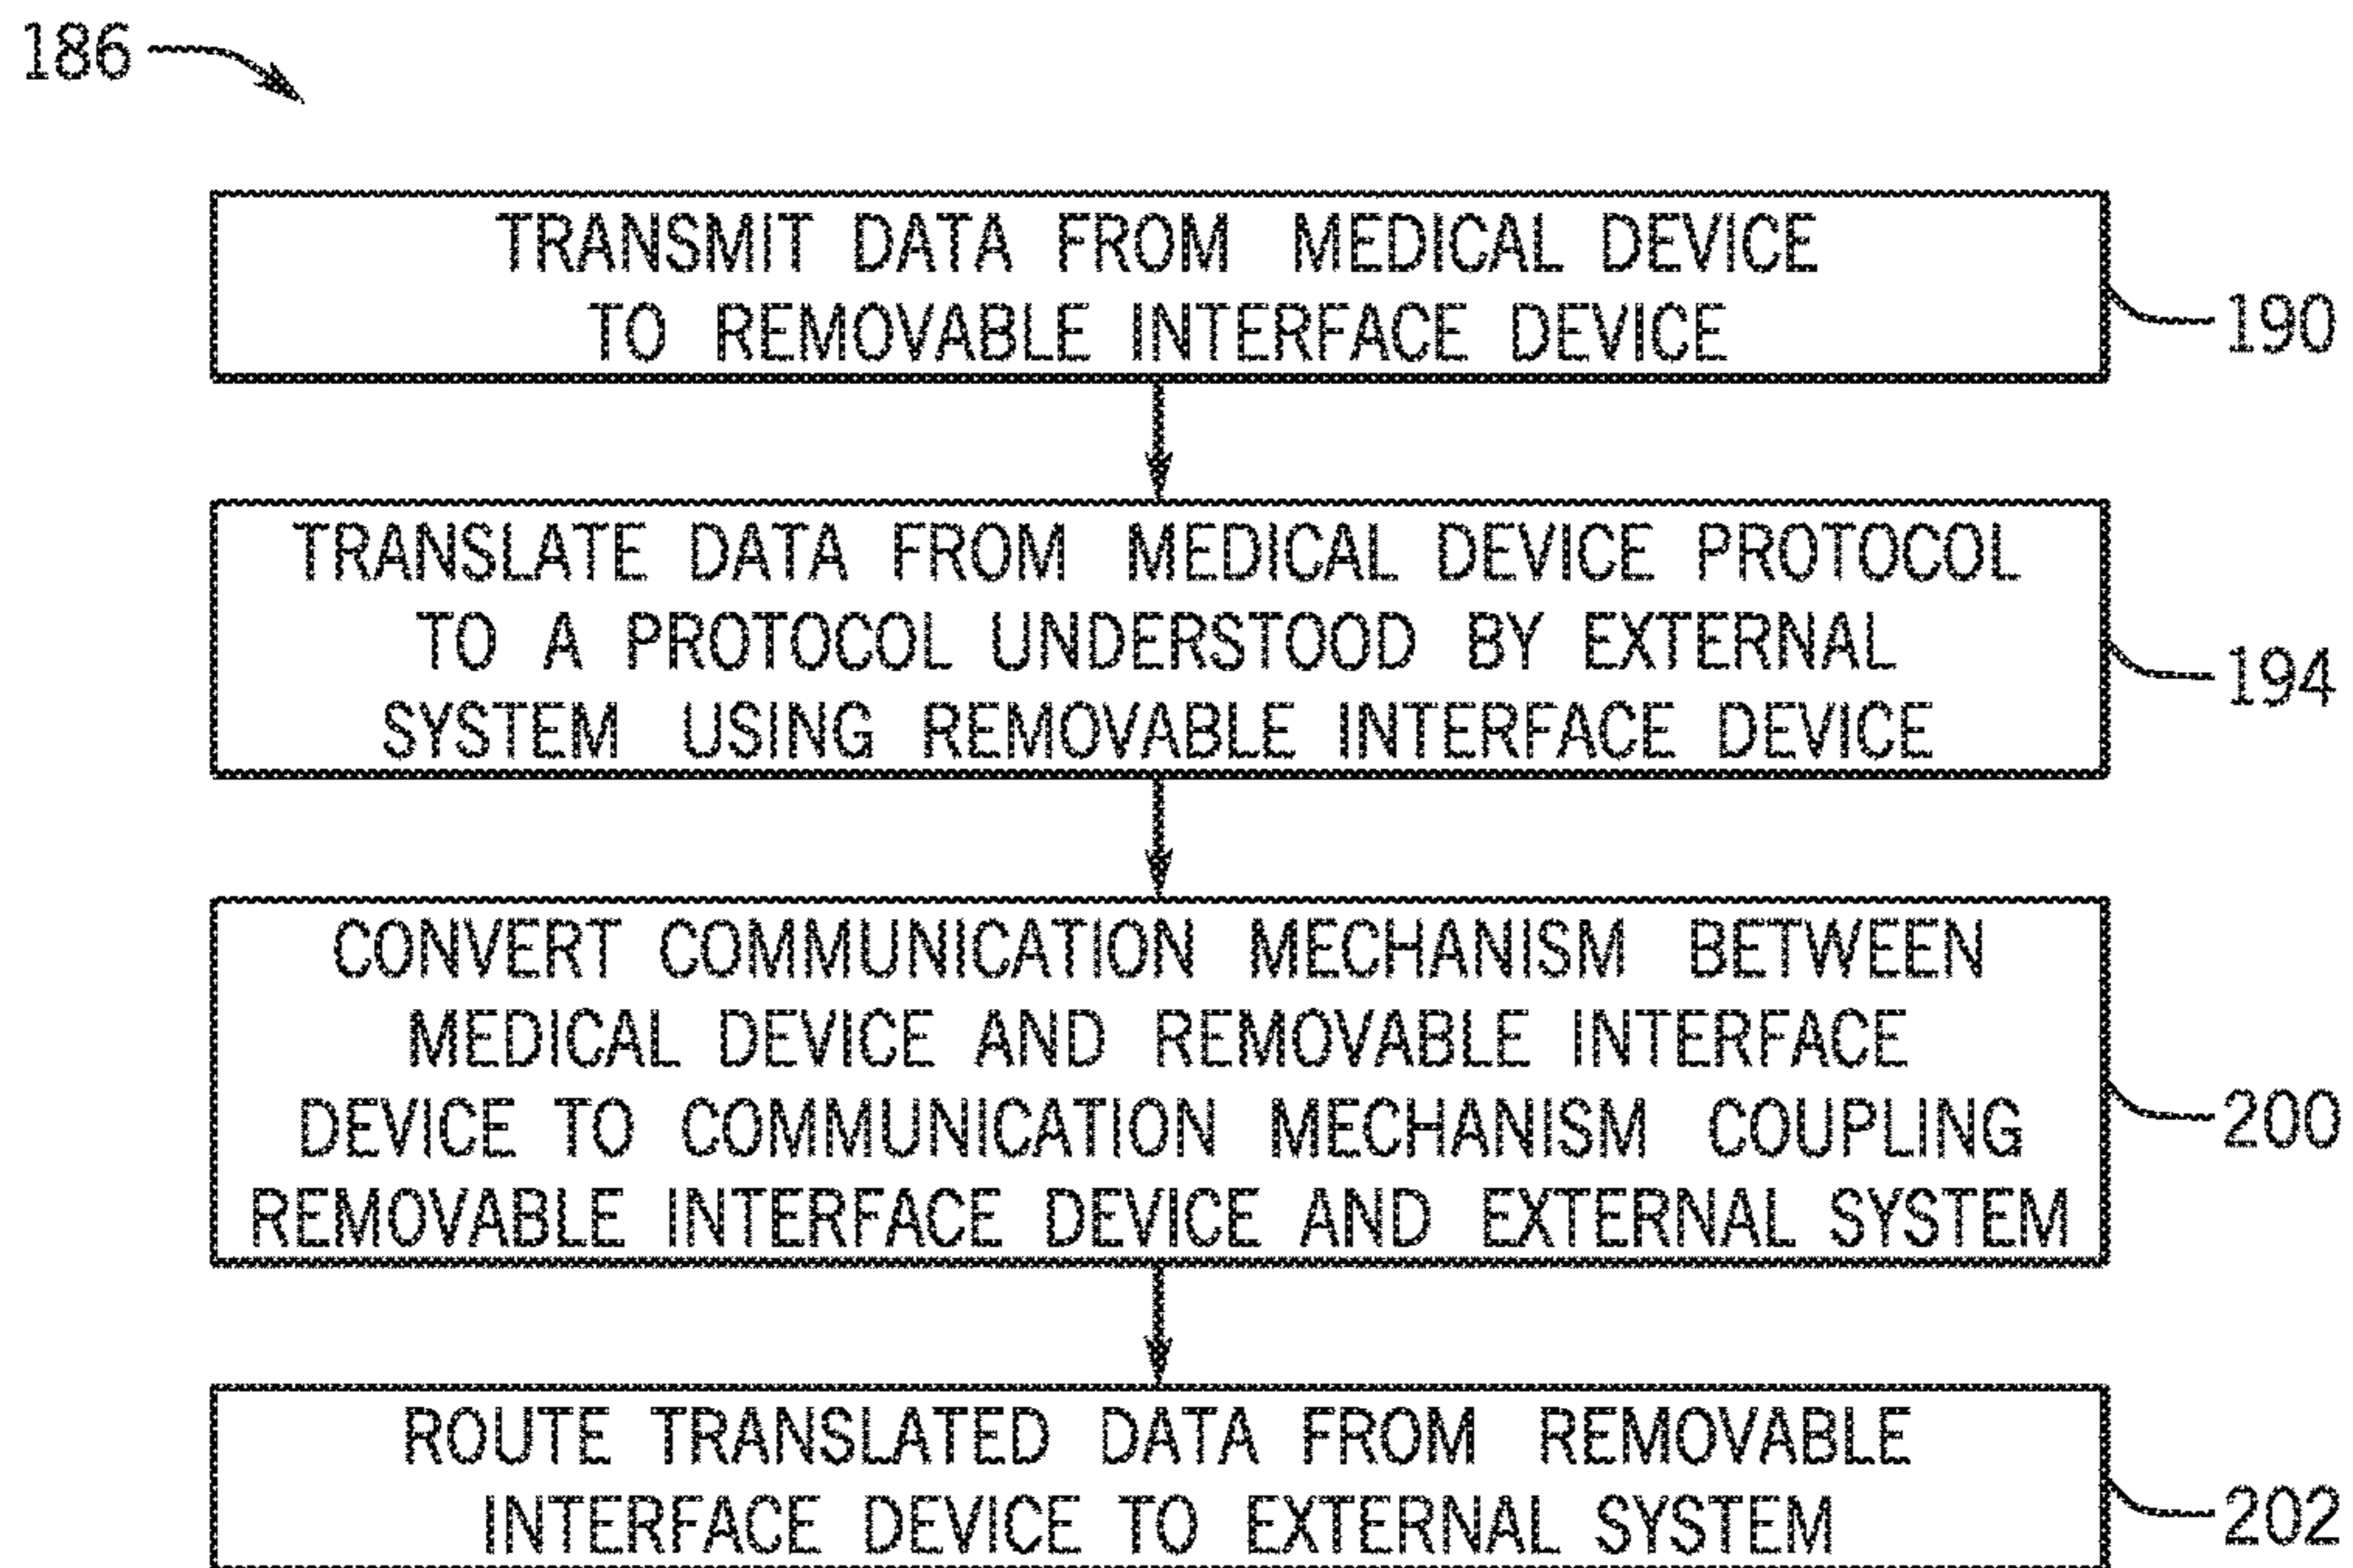 186
TRANSMIT DATA FROM MEDICAL DEVICE
TO REMOVABLE INTERFACE DEVICE
190
TRANSLATE DATA FROM MEDICAL DEVICE PROTOCOL
TO A PROTOCOL UNDERSTOOD BY EXTERNAL
SYSTEM USING REMOVABLE INTERFACE DEVICE
194
CONVERT COMMUNICATION MECHANISM BETWEEN
MEDICAL DEVICE AND REMOVABLE INTERFACE
DEVICE TO COMMUNICATION MECHANISM COUPLING
REMOVABLE INTERFACE DEVICE AND EXTERNAL SYSTEM
200
ROUTE TRANSLATED DATA FROM REMOVABLE
INTERFACE DEVICE TO EXTERNAL SYSTEM
202